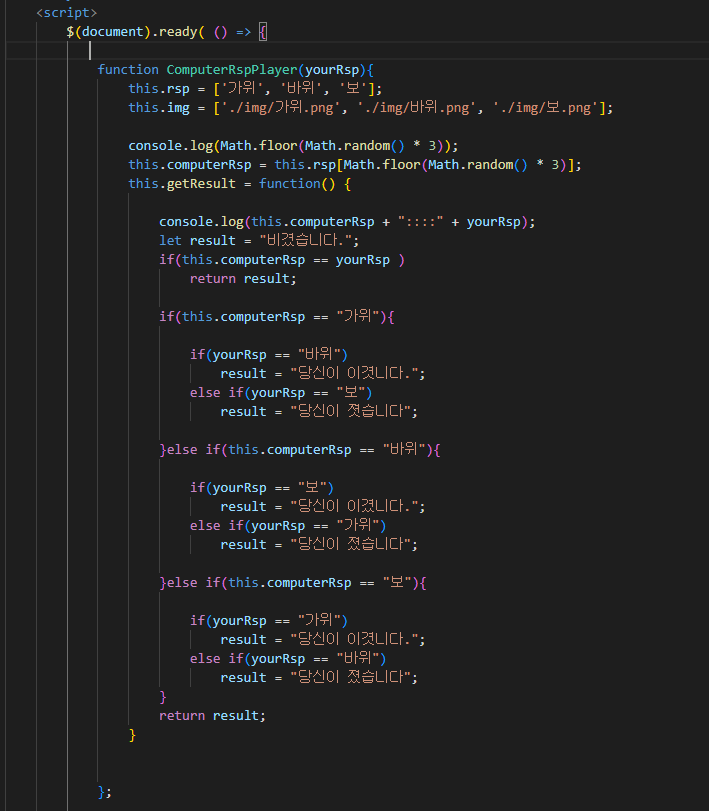 <script>
$(document).ready( () => {
function ComputerRspPlayer(yourRsp){
this.rsp = ['가위', '바위', '보'];
this.img = ['./img/가위.png', './img/바위.png', './img/보.png'];
console.log(Math.floor(Math.random() * 3));
this.computerRsp = this.rsp[Math.floor(Math.random() * 3)];
this.getResult = function() {
console.log(this.computerRsp + "::::" + yourRsp);
let result = "비겼습니다.";
if(this.computerRsp == yourRsp )
return result;
if(this.computerRsp == "가위"){
if(yourRsp == "바위")
result = "당신이 이겼니다.";
else if(yourRsp == "보")
result = "당신이 졌습니다";
}else if(this.computerRsp == "바위"){
if(yourRsp == "보")
result = "당신이 이겼니다.";
else if(yourRsp == "가위")
result = "당신이 졌습니다";
}else if(this.computerRsp == "보"){
if(yourRsp == "가위")
result = "당신이 이겼니다.";
else if(yourRsp == "바위")
result = "당신이 졌습니다";
}
return result;
}
};